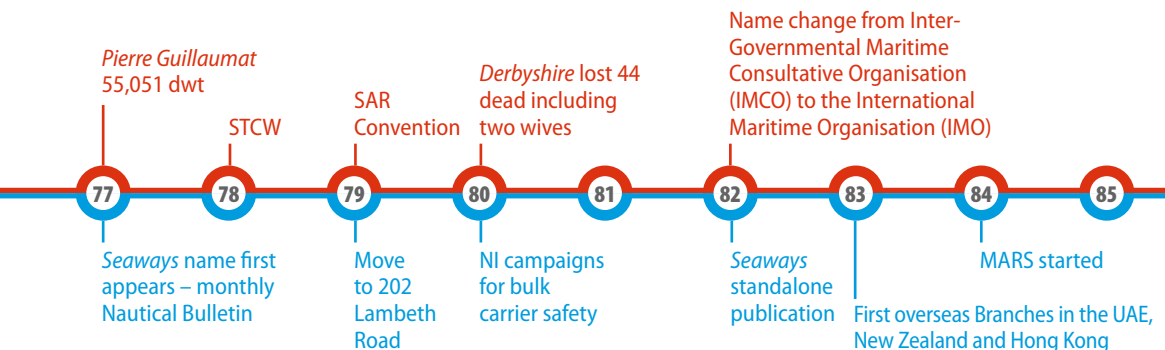 Pierre Guillaumat
55,051 dwt
STCW
SAR
Convention
Derbyshire lost 44
dead including
two wives
Name change from Inter-
Governmental Maritime
Consultative Organisation
(IMCO) to the International
Maritime Organisation (IMO)
77
78
79
80
81
82
83
84
85
Seaways name first
appears – monthly
Nautical Bulletin
Move
to 202
Lambeth
Road
NI campaigns
for bulk
carrier safety
Seaways
standalone
publication
First overseas Branches in the UAE,
New Zealand and Hong Kong
MARS started